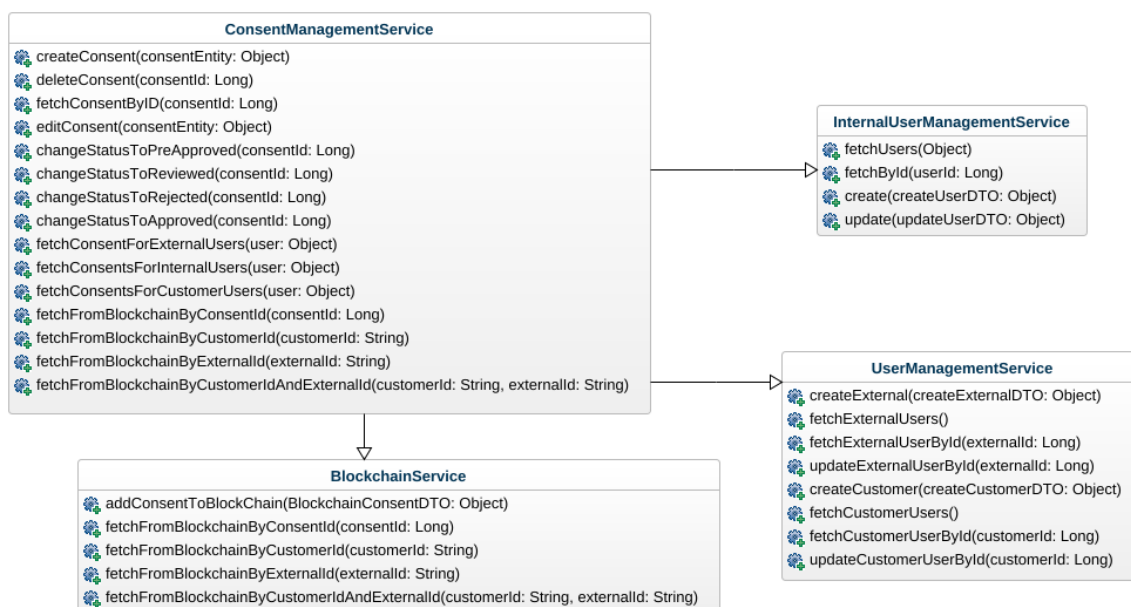 ConsentManagementService
createConsent(consentEntity: Object)
deleteConsent(consentId: Long)
fetchConsentByID(consentId: Long)
editConsent(consentEntity: Object)
changeStatusToPreApproved(consentId: Long)
changeStatusToReviewed(consentId: Long)
changeStatusToRejected(consentId: Long)
changeStatusToApproved(consentId: Long)
fetchConsentForExternalUsers(user: Object)
fetchConsentsForInternalUsers(user: Object)
fetchConsentsForCustomerUsers(user: Object)
fetchFromBlockchainByConsentId(consentId: Long)
fetchFromBlockchainByCustomerId(customerId: String)
fetchFromBlockchainByExternalId(externalId: String)
fetchFromBlockchainByCustomerIdAndExternalId(customerId: String, externalId: String)
InternalUserManagementService
fetchUsers(Object)
fetchById(userId: Long)
create(createUserDTO: Object)
update(updateUserDTO: Object)
UserManagementService
createExternal(createExternalDTO: Object)
fetchExternalUsers()
fetchExternalUserById(externalId: Long)
updateExternalUserById(externalId: Long)
createCustomer(createCustomerDTO: Object)
fetchCustomerUsers()
fetchCustomerUserById(customerId: Long)
updateCustomerUserById(customerId: Long)
BlockchainService
addConsentToBlockChain(BlockchainConsentDTO: Object)
fetchFromBlockchainByConsentId(consentId: Long)
fetchFromBlockchainByCustomerId(customerId: String)
fetchFromBlockchainByExternalId(externalId: String)
fetchFromBlockchainByCustomerIdAndExternalId(customerId: String, externalId: String)